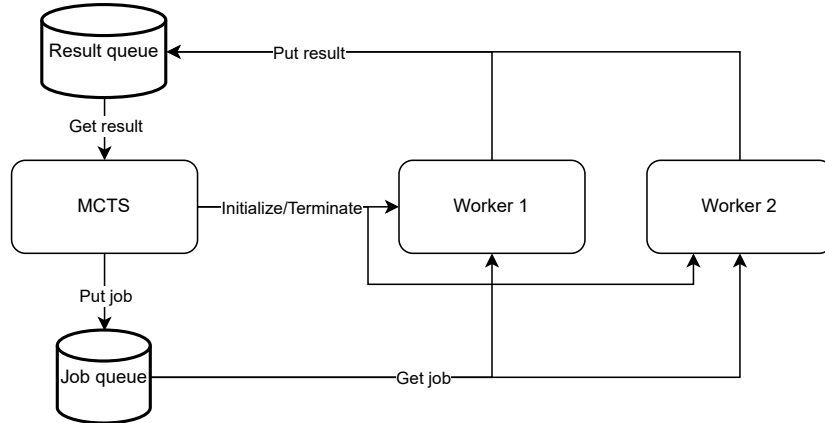 Result queue
Put result
Get result
MCTS
Initialize/Terminate
Worker 1
Worker 2
Put job
Job queue
Get job